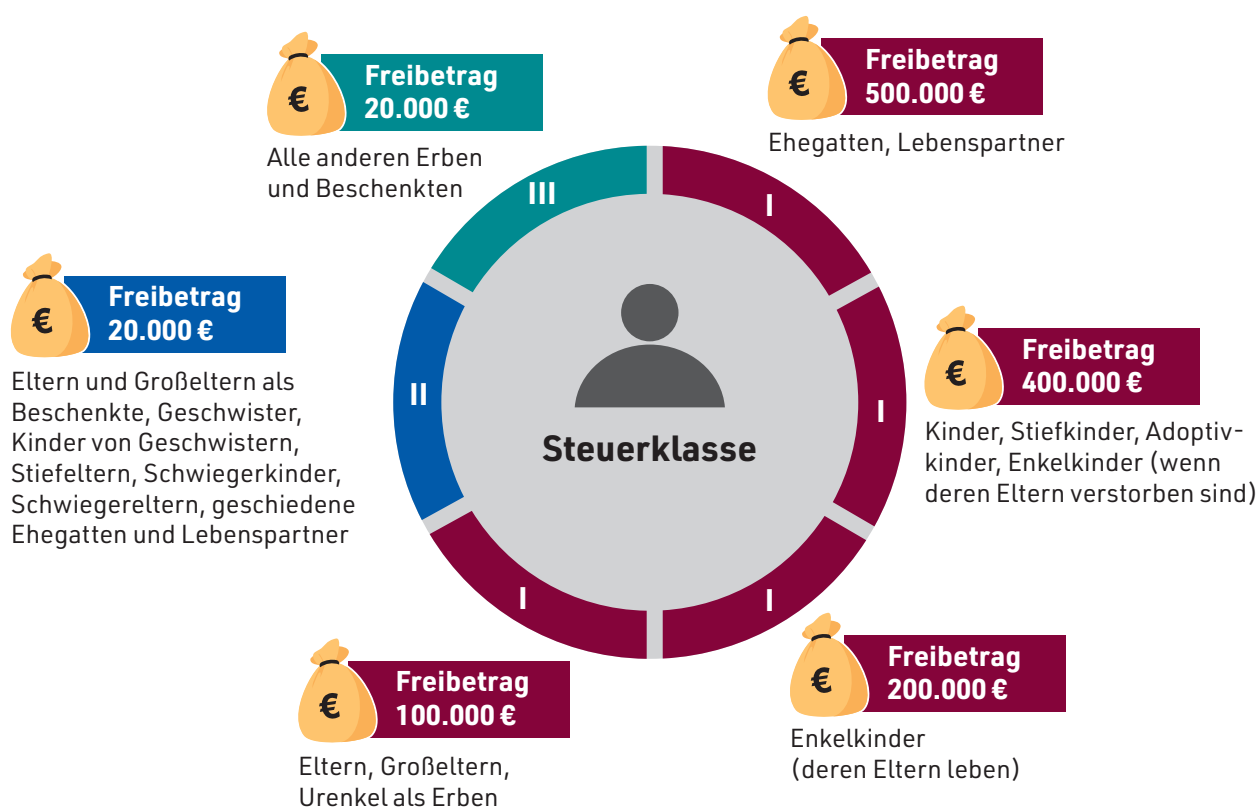 €
Freibetrag
20.000 €
Alle anderen Erben
und Beschenkten
€
Freibetrag
500.000 €
Ehegatten, Lebenspartner
€
Freibetrag
20.000 €
Eltern und Großeltern als
Beschenkte, Geschwister,
Kinder von Geschwistern,
Stiefeltern, Schwiegerkinder,
Schwiegereltern, geschiedene
Ehegatten und Lebenspartner
III
I
II
I
I
I
Steuerklasse
€
Freibetrag
400.000 €
Kinder, Stiefkinder, Adoptiv-
kinder, Enkelkinder (wenn
deren Eltern verstorben sind)
€
Freibetrag
100.000 €
Eltern, Großeltern,
Urenkel als Erben
€
Freibetrag
200.000 €
Enkelkinder
(deren Eltern leben)